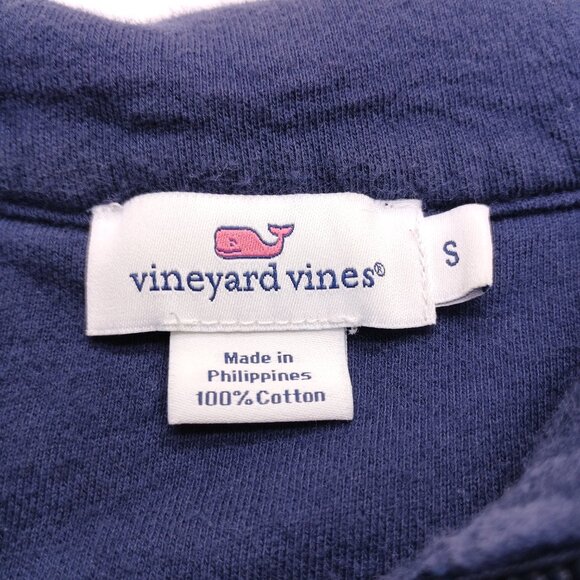 vineyard vines®
S
Made in
Philippines
100% Cotton